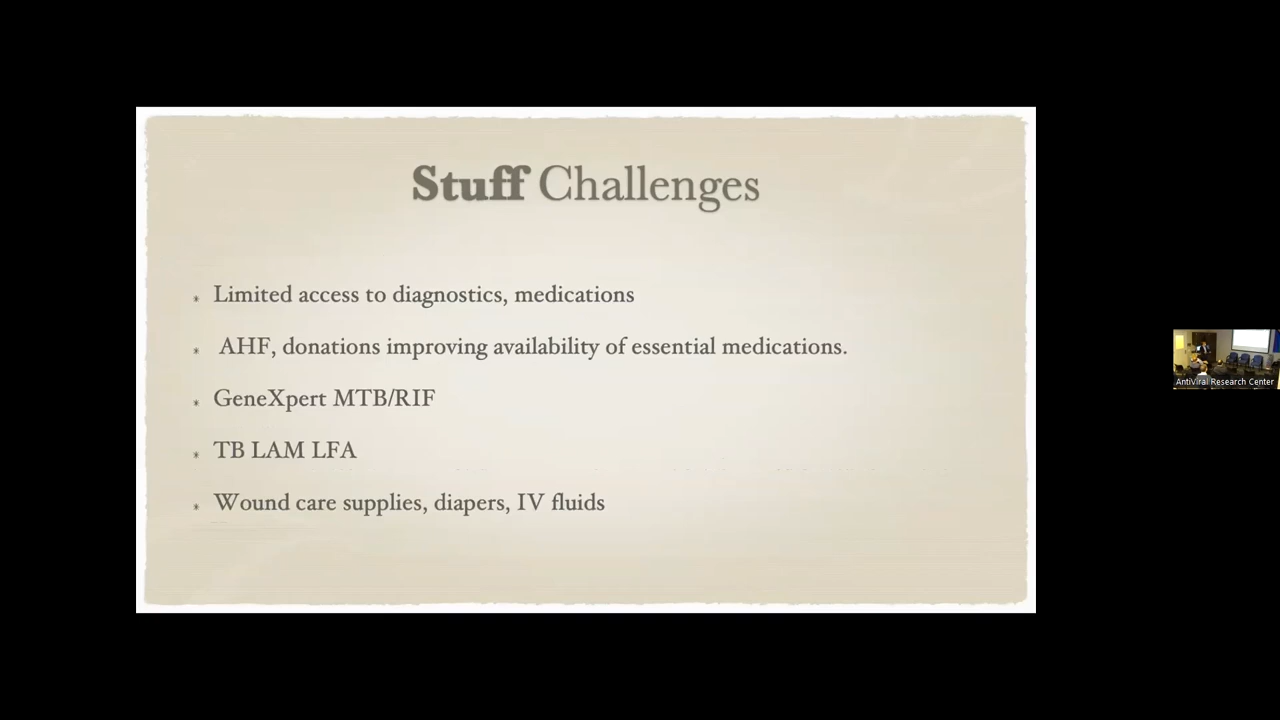 Stuff Challenges
Limited access to diagnostics, medications
AHF, donations improving availability of essential medications.
GeneXpert MTB/RIF
TB LAM LFA
Wound care supplies, diapers, IV fluids
AntiViral Research Center